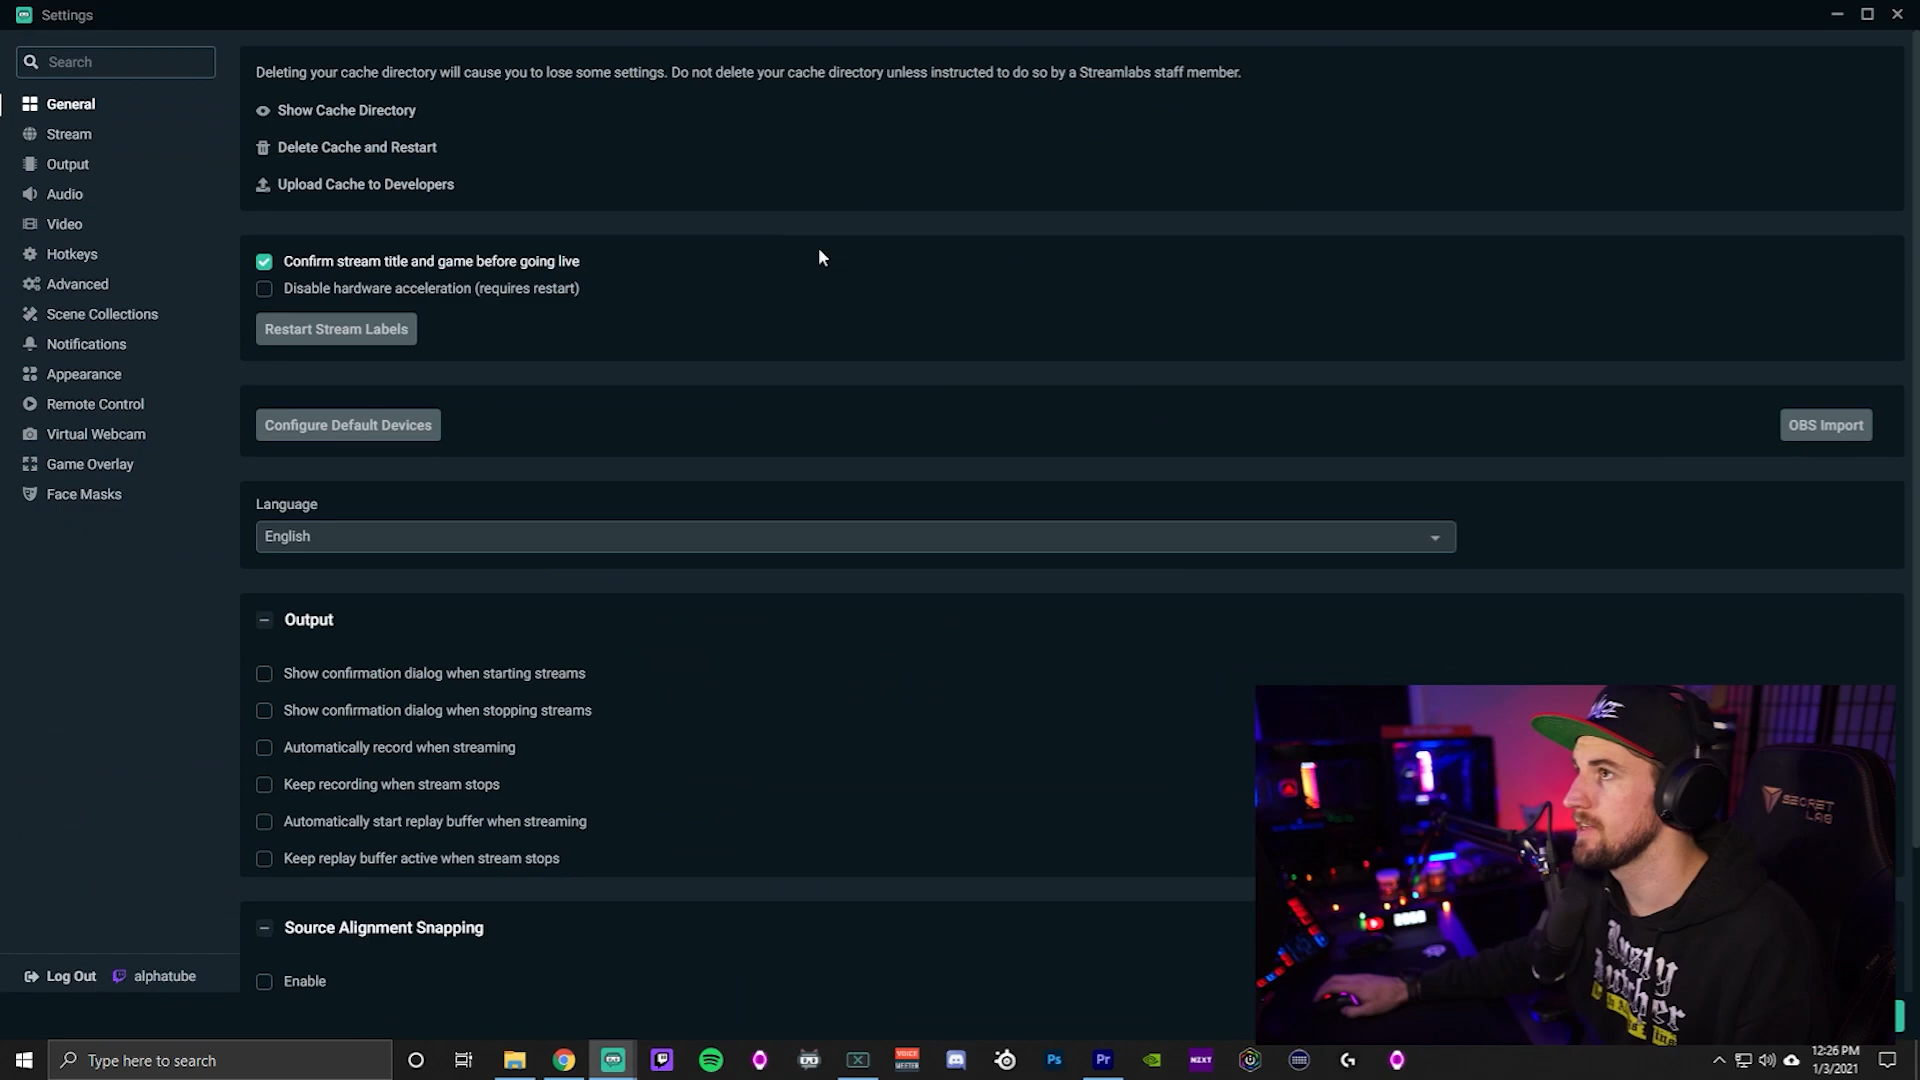 Settings
Search
General
Stream
Output
Audio
Video
Hotkeys
Advanced
Scene Collections
Notifications
Appearance
Remote Control
Virtual Webcam
Game Overlay
Face Masks
Log Out alphatube
Deleting your cache directory will cause you to lose some settings. Do not delete your cache directory unless instructed to do so by a Streamlabs staff member.
Show Cache Directory
Delete Cache and Restart
Upload Cache to Developers
Confirm stream title and game before going live
Disable hardware acceleration (requires restart)
Restart Stream Labels
Configure Default Devices
OBS Import
Language
English
Output
Show confirmation dialog when starting streams
Show confirmation dialog when stopping streams
Automatically record when streaming
Keep recording when stream stops
Automatically start replay buffer when streaming
Keep replay buffer active when stream stops
Source Alignment Snapping
Enable
SECRET
LAB
Type here to search
VOICE
MEETER
Ps
Pr
NZXT
12:26 PM
1/3/2021